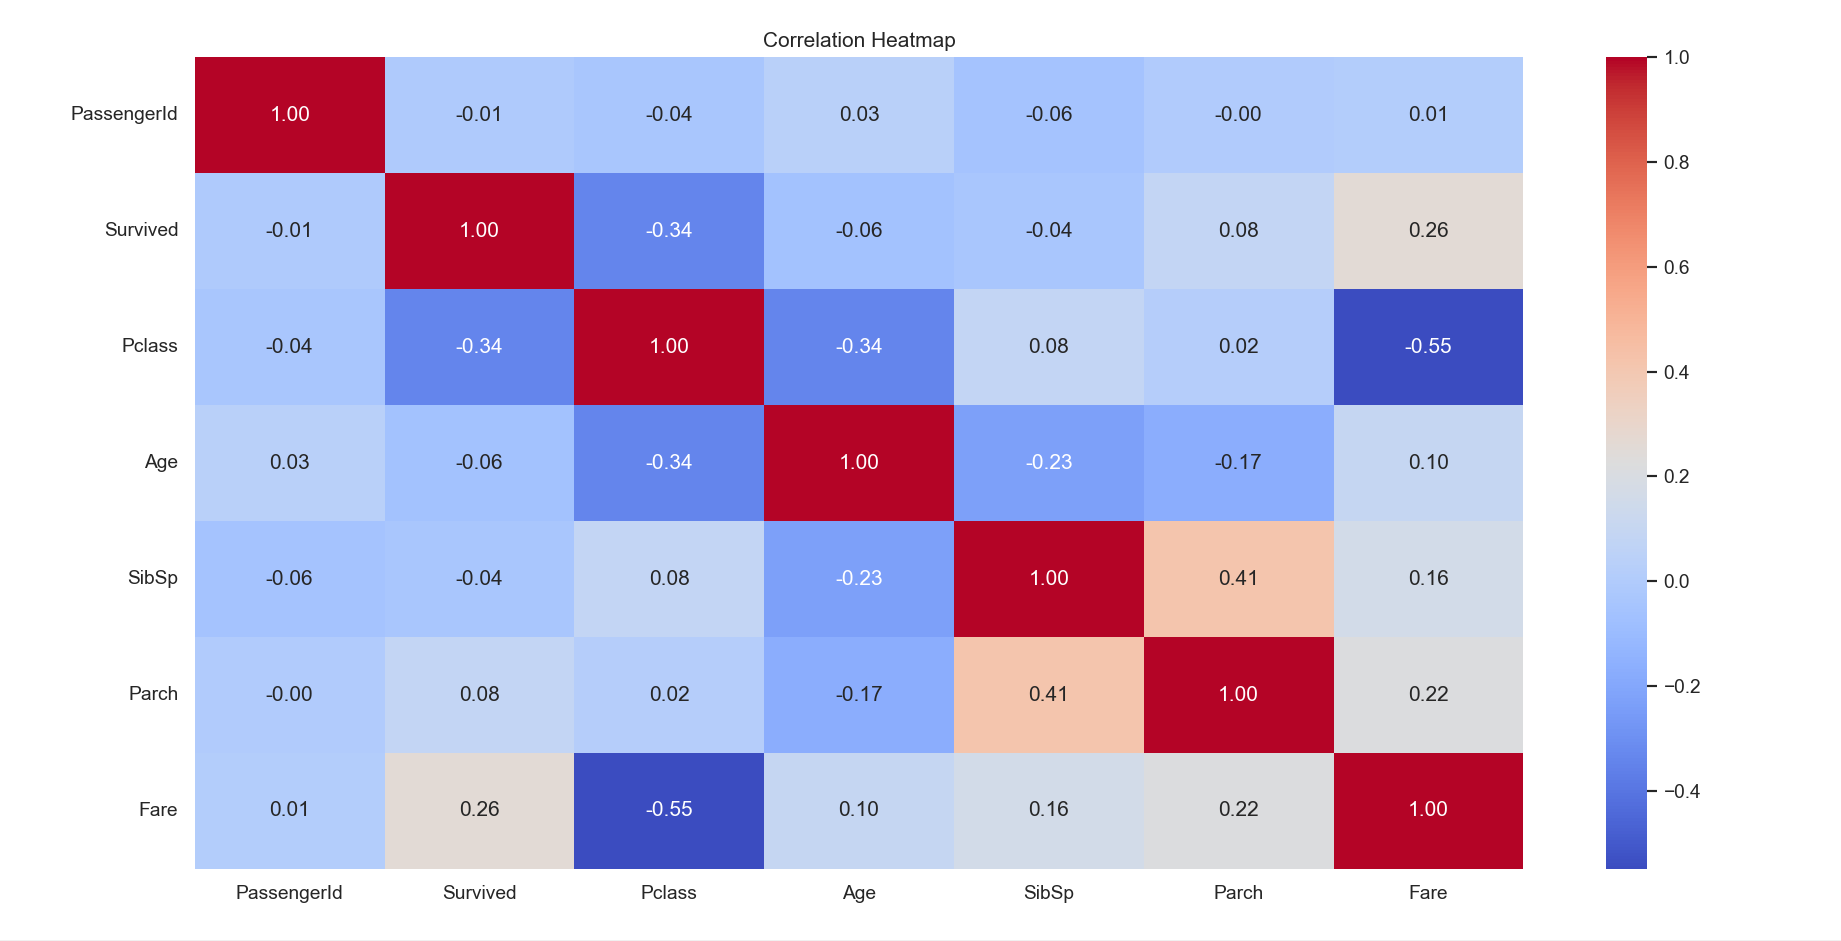 Correlation Heatmap
PassengerId 1.00 -0.01 -0.04 0.03 -0.06 -0.00 0.01
Survived -0.01 1.00 -0.34 -0.06 -0.04 0.08 0.26
Pclass -0.04 -0.34 1.00 -0.34 0.08 0.02 -0.55
Age 0.03 -0.06 -0.34 1.00 -0.23 -0.17 0.10
SibSp -0.06 -0.04 0.08 -0.23 1.00 0.41 0.16
Parch -0.00 0.08 0.02 -0.17 0.41 1.00 0.22
Fare 0.01 0.26 -0.55 0.10 0.16 0.22 1.00
PassengerId Survived Pclass Age SibSp Parch Fare
1.0
0.8
0.6
0.4
0.2
0.0
−0.2
−0.4